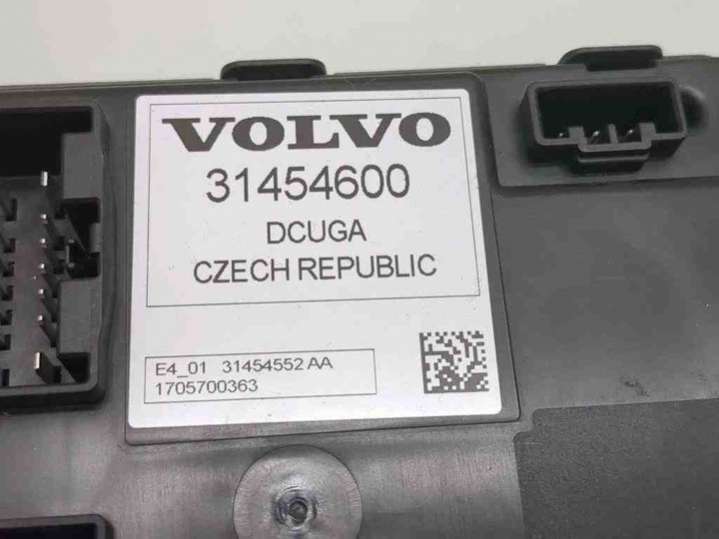 VOLVO
31454600
DCUGA
CZECH REPUBLIC
E4_01 31454552 AA
1705700363